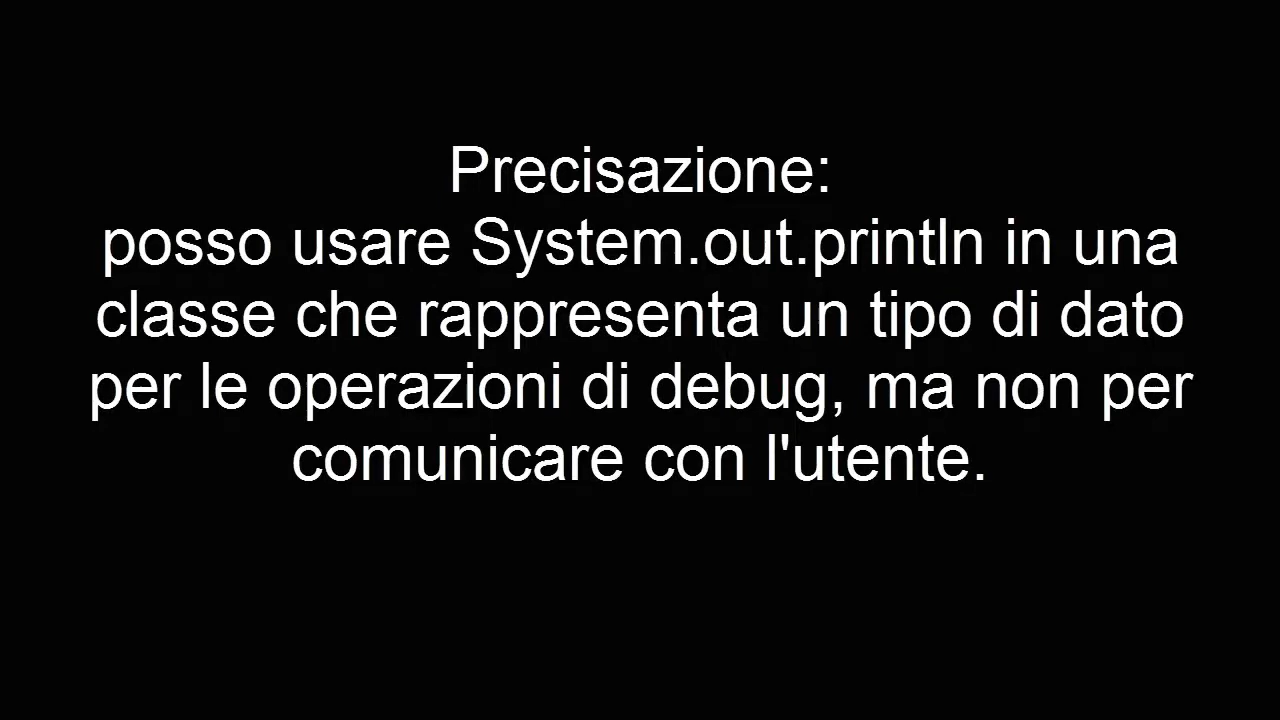 Precisazione:
posso usare System.out.println in una
classe che rappresenta un tipo di dato
per le operazioni di debug, ma non per
comunicare con l'utente.